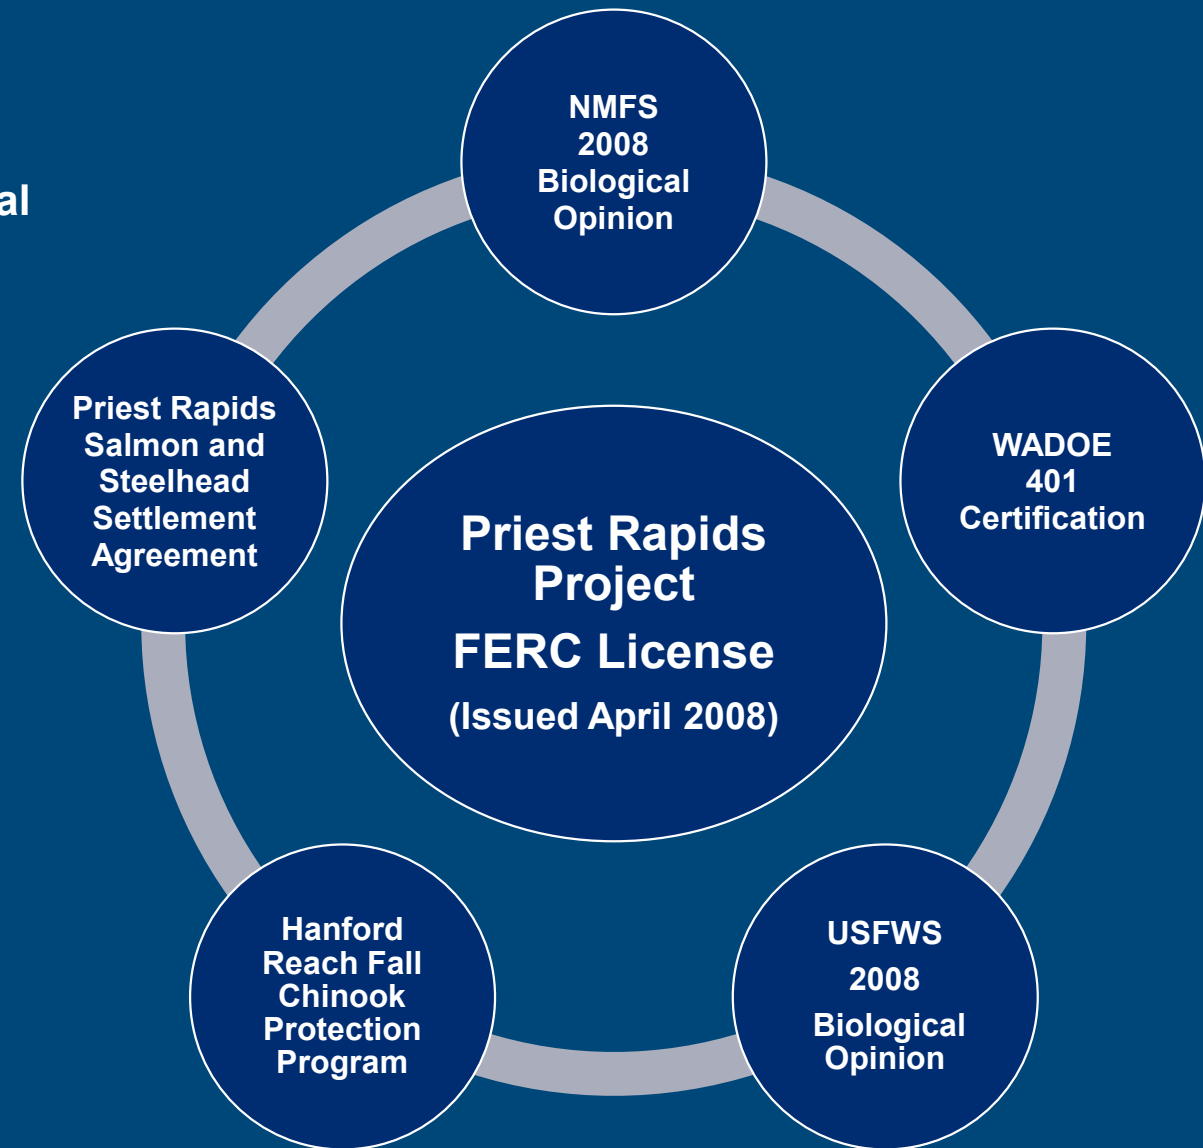 NMFS
2008
Biological
Opinion
al
Priest Rapids
Salmon and
Steelhead
Settlement
Agreement
WADOE
401
Certification
Priest Rapids
Project
FERC License
(Issued April 2008)
Hanford
Reach Fall
Chinook
Protection
Program
USFWS
2008
Biological
Opinion